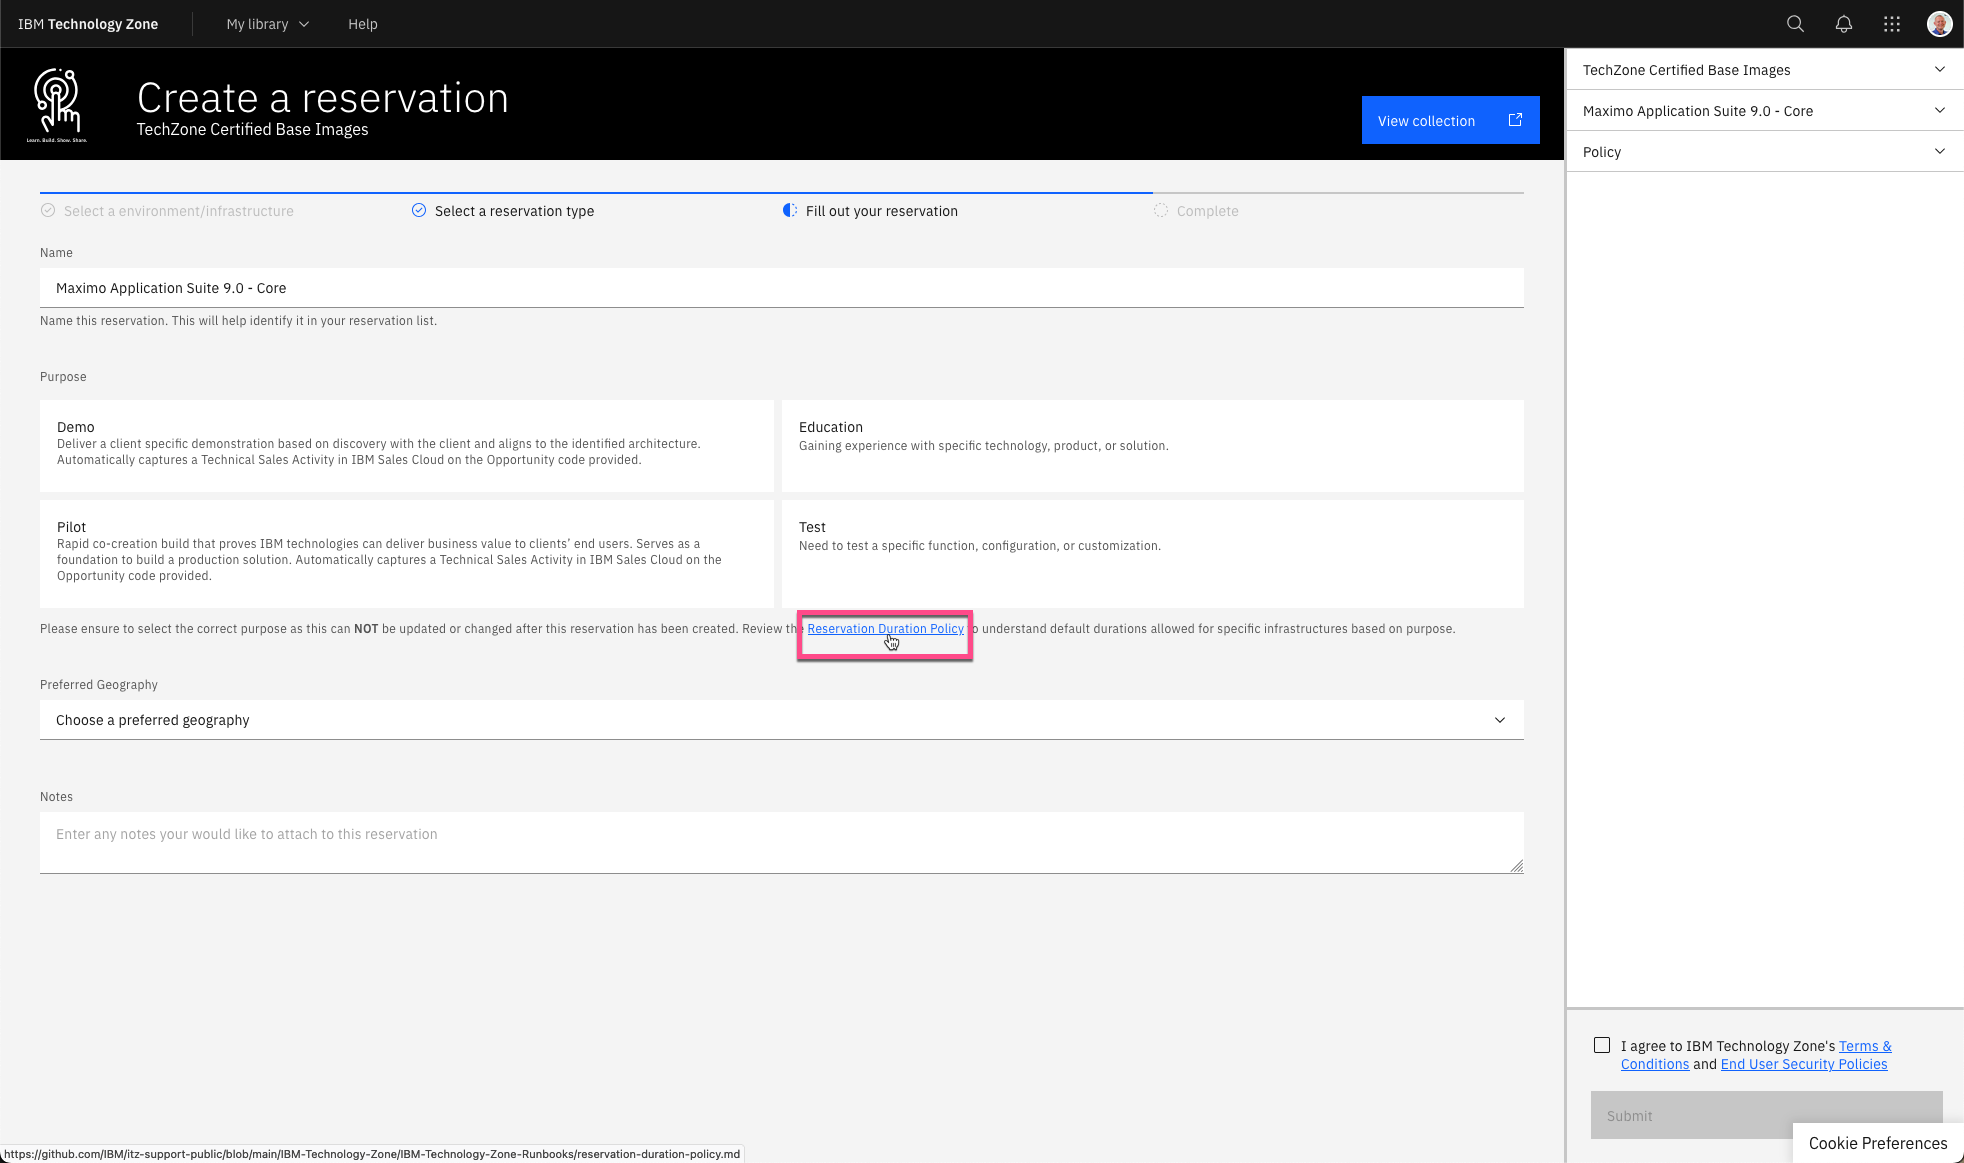 IBM Technology Zone
My library
Help
Learn. Build. Show. Share.
Create a reservation
TechZone Certified Base Images
View collection
Select a environment/infrastructure
Select a reservation type
Fill out your reservation
Complete
Name
Maximo Application Suite 9.0 - Core
Name this reservation. This will help identify it in your reservation list.
Purpose
Demo
Deliver a client specific demonstration based on discovery with the client and aligns to the identified architecture.
Automatically captures a Technical Sales Activity in IBM Sales Cloud on the Opportunity code provided.
Education
Gaining experience with specific technology, product, or solution.
Pilot
Rapid co-creation build that proves IBM technologies can deliver business value to clients’ end users. Serves as a
foundation to build a production solution. Automatically captures a Technical Sales Activity in IBM Sales Cloud on the
Opportunity code provided.
Test
Need to test a specific function, configuration, or customization.
Please ensure to select the correct purpose as this can NOT be updated or changed after this reservation has been created. Review the Reservation Duration Policy to understand default durations allowed for specific infrastructures based on purpose.
Preferred Geography
Choose a preferred geography
Notes
Enter any notes your would like to attach to this reservation
https://github.com/IBM/itz-support-public/blob/main/IBM-Technology-Zone/IBM-Technology-Zone-Runbooks/reservation-duration-policy.md
TechZone Certified Base Images
Maximo Application Suite 9.0 - Core
Policy
I agree to IBM Technology Zone's Terms &
Conditions and End User Security Policies
Submit
Cookie Preferences